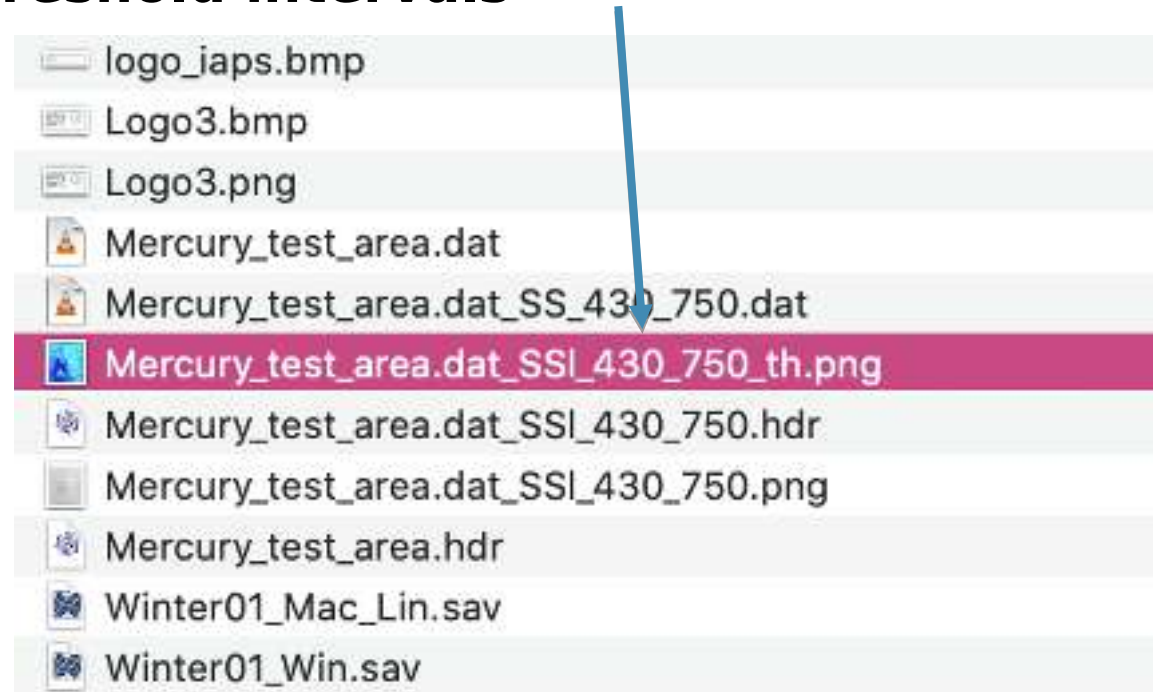 logo_iaps.bmp
Logo3.bmp
Logo3.png
Mercury_test_area.dat
Mercury_test_area.dat_SS_430_750.dat
Mercury_test_area.dat_SSI_430_750_th.png
Mercury_test_area.dat_SSI_430_750.hdr
Mercury_test_area.dat_SSI_430_750.png
Mercury_test_area.hdr
Winter01_Mac_Lin.sav
Winter01_Win.sav